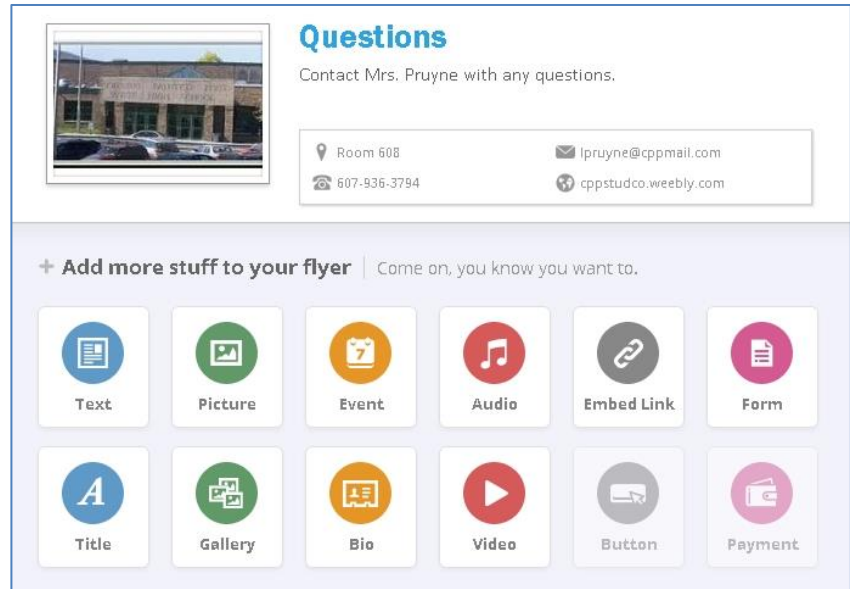 Questions
Contact Mrs. Pruyne with any questions.
Room 608
lpruyne@cppmail.com
607-936-3794
cppstudco.weebly.com
+ Add more stuff to your flyer
Come on, you know you want to.
Text
Picture
7
Event
Audio
Embed Link
Form
A
Title
Gallery
Bio
Video
Button
Payment